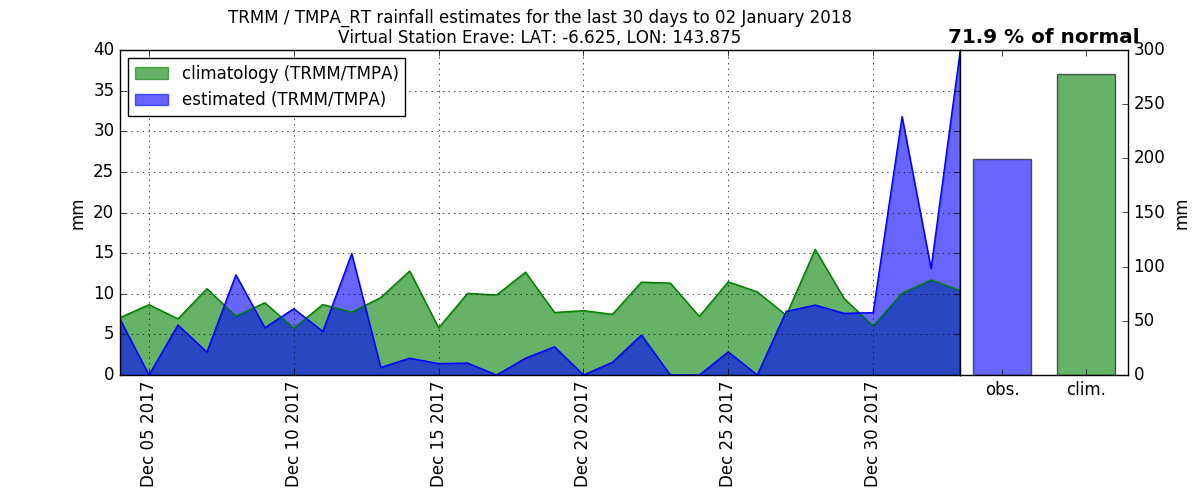 TRMM / TMPA_RT rainfall estimates for the last 30 days to 02 January 2018
Virtual Station Erave: LAT: -6.625, LON: 143.875
71.9 % of normal
climatology (TRMM/TMPA)
estimated (TRMM/TMPA)
40
35
30
25
20
15
10
5
0
mm
Dec 05 2017
Dec 10 2017
Dec 15 2017
Dec 20 2017
Dec 25 2017
Dec 30 2017
300
250
200
150
100
50
0
mm
obs.
clim.